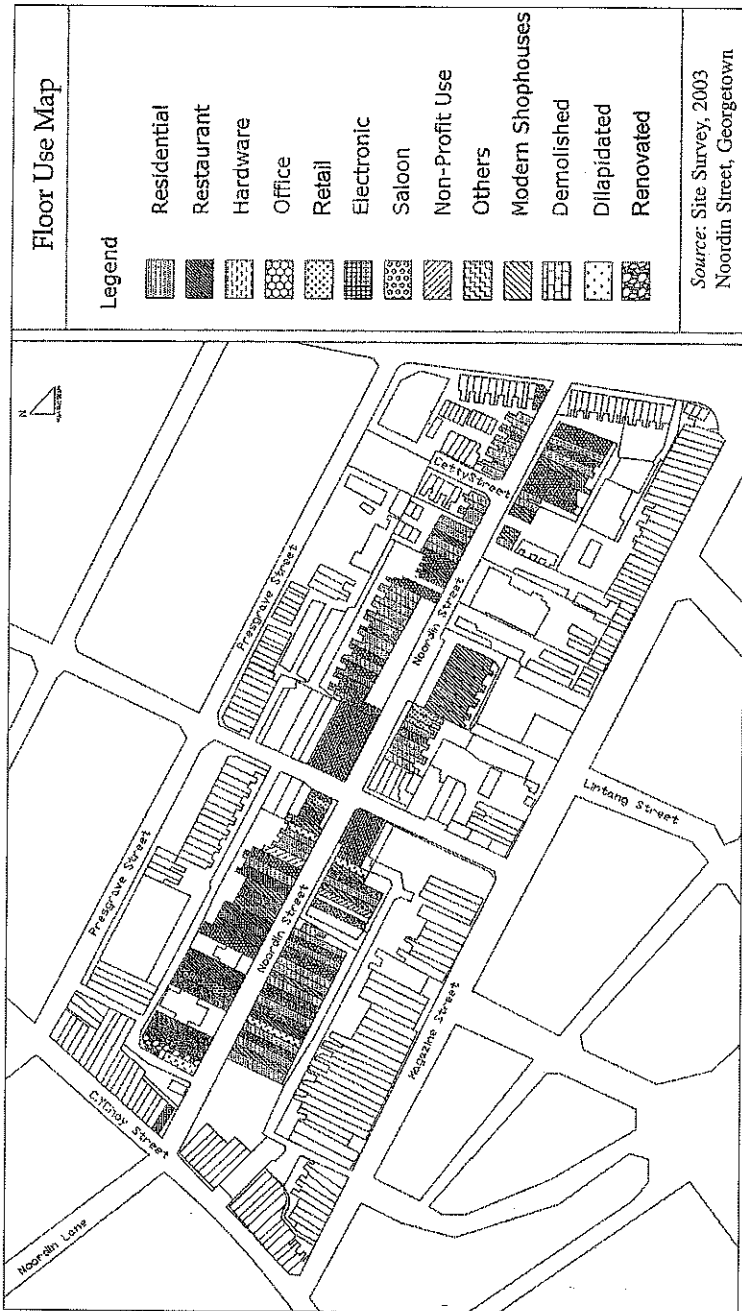 Floor Use Map
Legend
Residential
Restaurant
Hardware
Office
Retail
Electronic
Saloon
Non-Profit Use
Others
Modern Shophouses
Demolished
Dilapidated
Renovated
Source: Site Survey, 2003
Noordin Street, Georgetown
N
Noordin Lane
C.Y Choy Street
Presgrave Street
Presgrave Street
Noordin Street
Noordin Street
Cetty Street
Magazine Street
Lintang Street